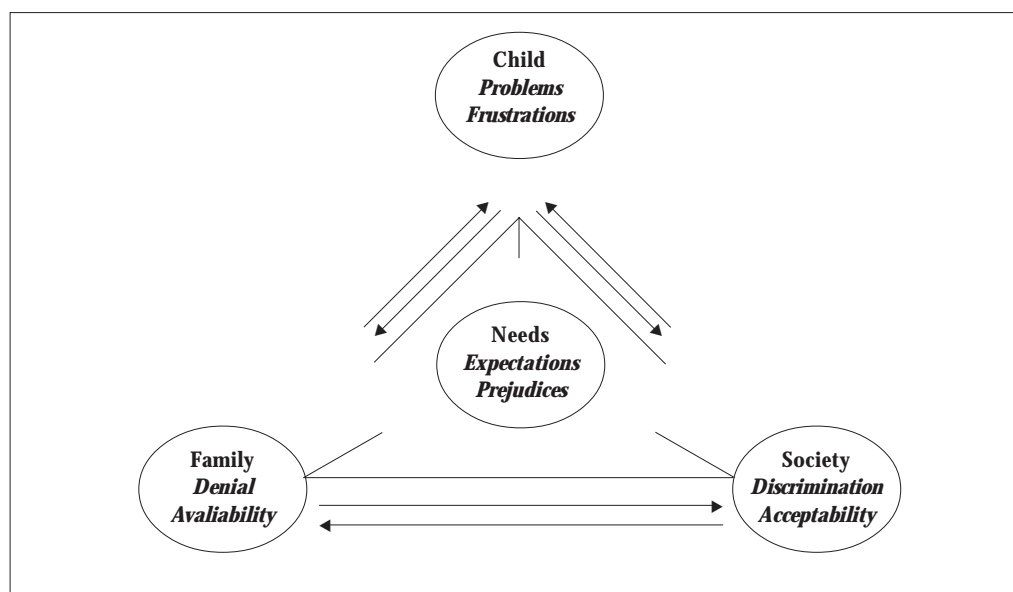 Child
Problems
Frustrations
Needs
Expectations
Prejudices
Family
Denial
Avaliability
Society
Discrimination
Acceptability